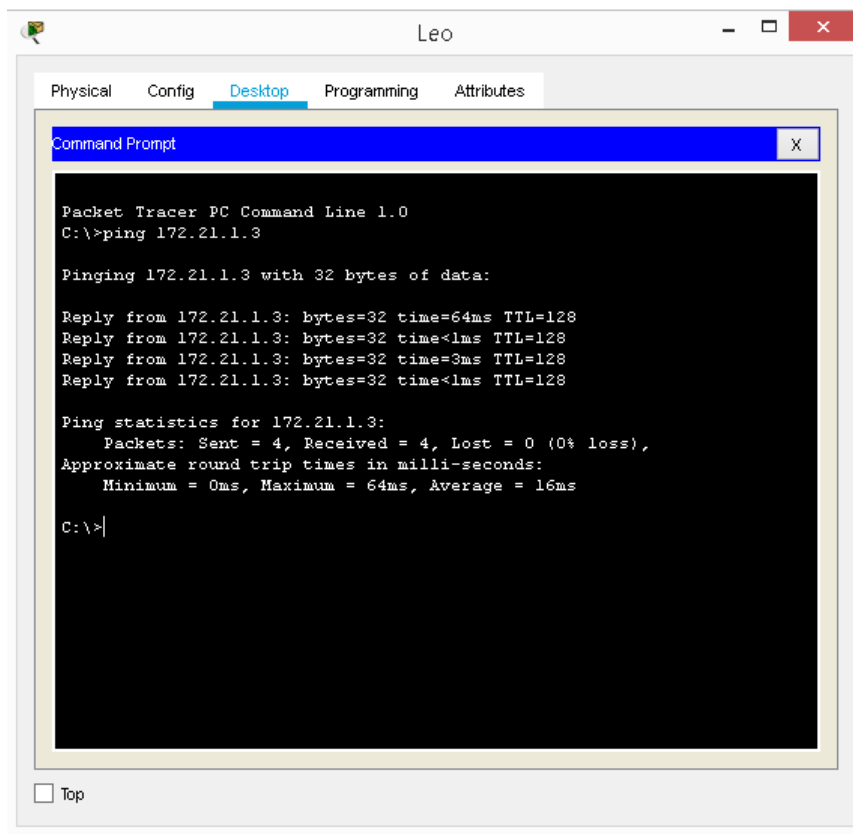 Leo
Physical Config Desktop Programming Attributes
Command Prompt X
Packet Tracer PC Command Line 1.0
C:\>ping 172.21.1.3
Pinging 172.21.1.3 with 32 bytes of data:
Reply from 172.21.1.3: bytes=32 time=64ms TTL=128
Reply from 172.21.1.3: bytes=32 time<1ms TTL=128
Reply from 172.21.1.3: bytes=32 time=3ms TTL=128
Reply from 172.21.1.3: bytes=32 time<1ms TTL=128
Ping statistics for 172.21.1.3:
Packets: Sent = 4, Received = 4, Lost = 0 (0% loss),
Approximate round trip times in milli-seconds:
Minimum = 0ms, Maximum = 64ms, Average = 16ms
C:\>
Top